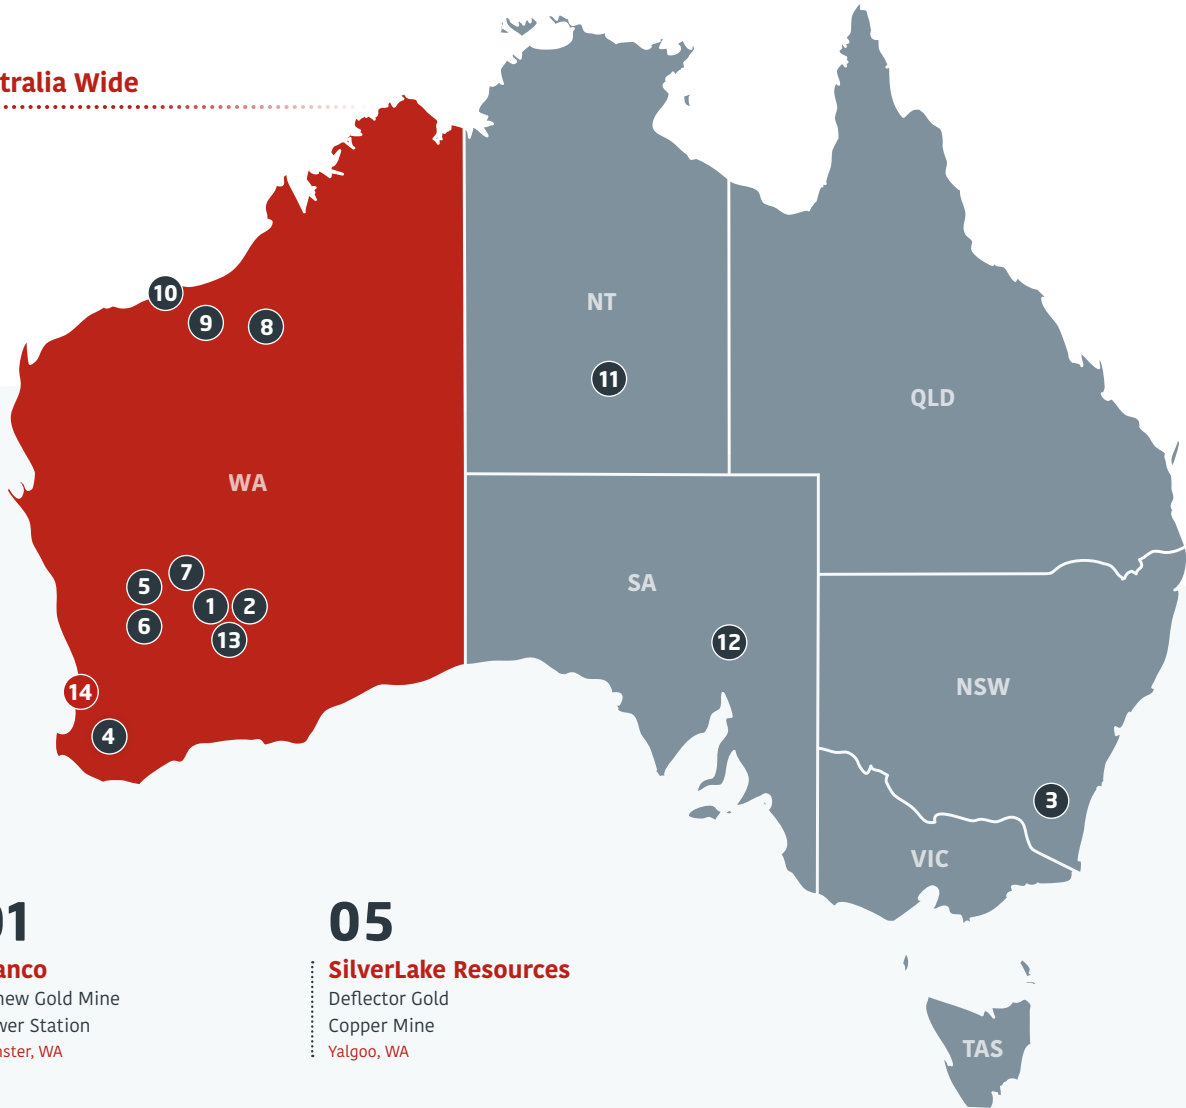 tralia Wide
10
9
8
NT
11
QLD
WA
7
5
1
2
6
13
SA
12
14
NSW
4
3
VIC
01
anco
new Gold Mine
wer Station
nster, WA
05
SilverLake Resources
Deflector Gold
Copper Mine
Yalgoo, WA
TAS